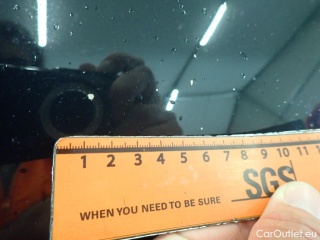 1 2 3 4 5 6 7 8 9 10 11
SGS
WHEN YOU NEED TO BE SURE
CarOutlet.eu